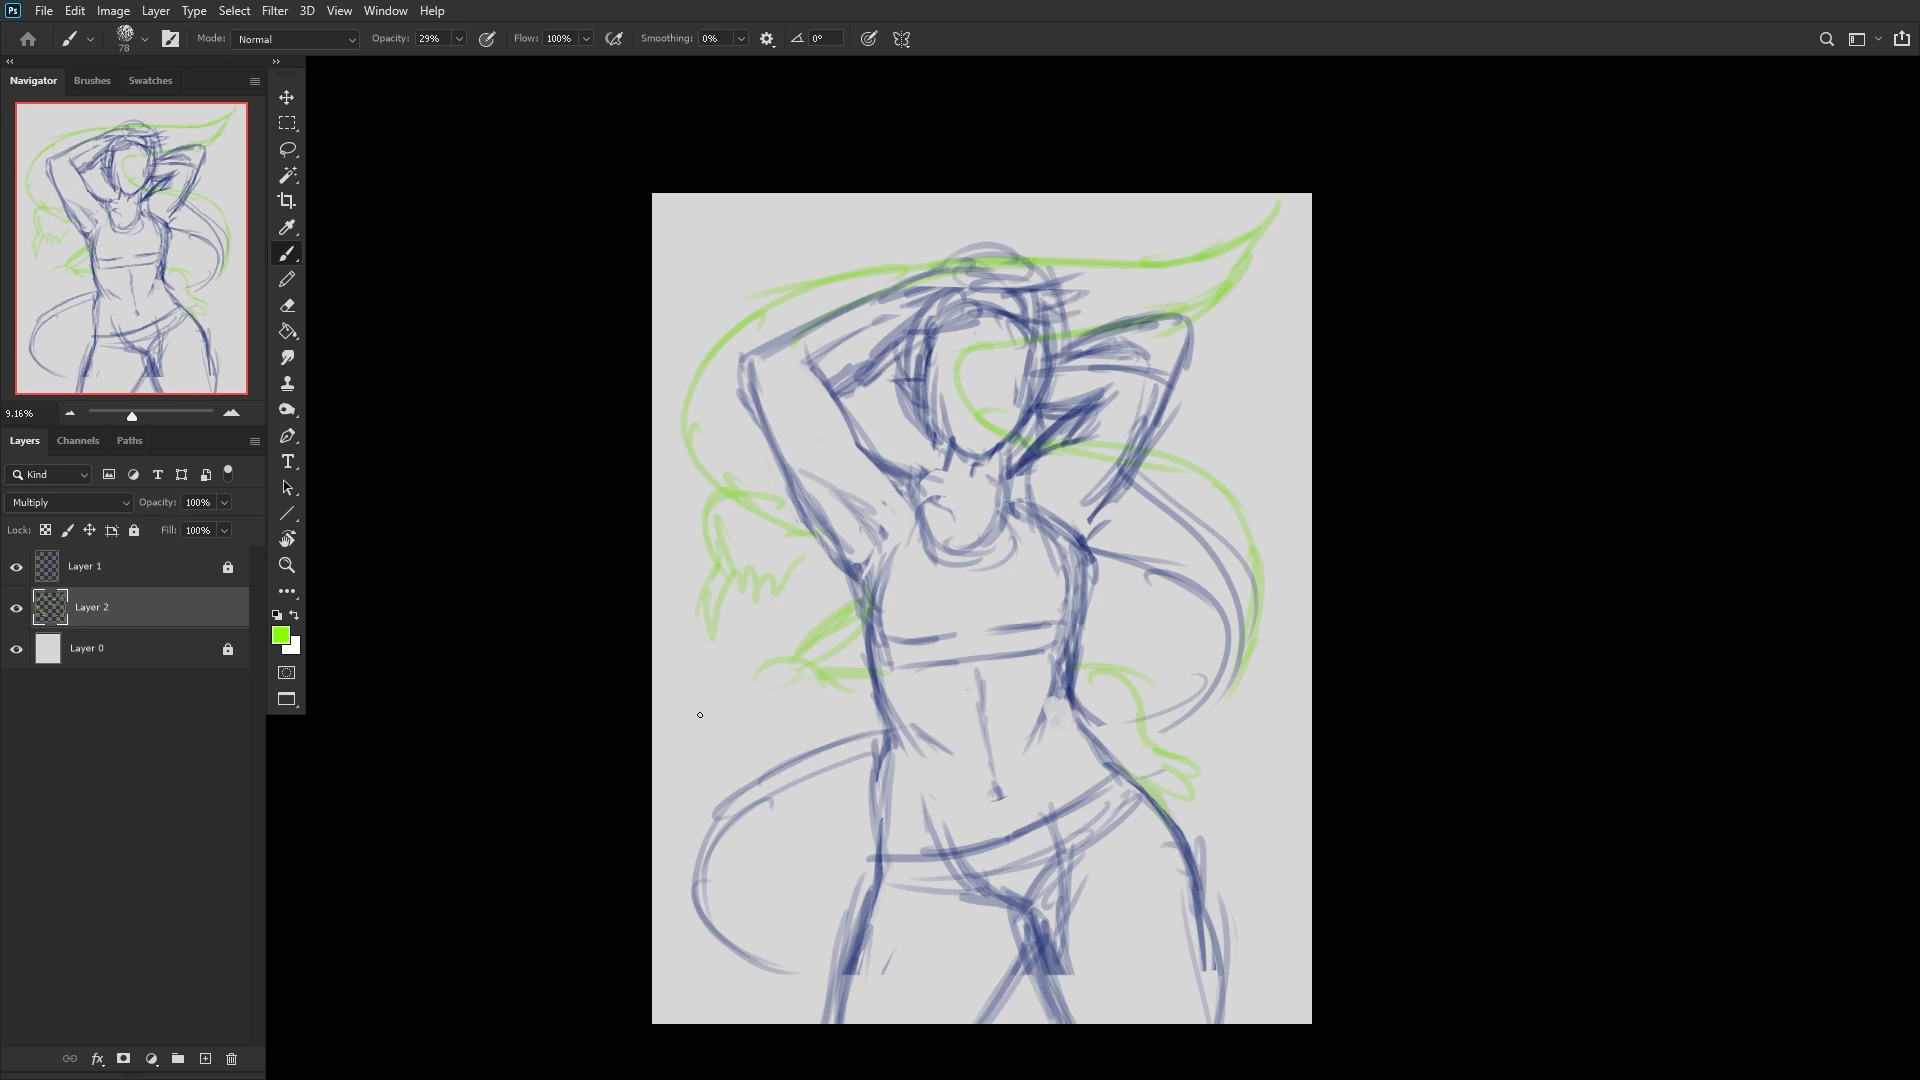 Ps File Edit Image Layer Type Select Filter 3D View Window Help
78 Mode: Normal Opacity: 29% Flow: 100% Smoothing: 0% 0°
Navigator Brushes Swatches
9.16%
Layers Channels Paths
Kind
Multiply Opacity: 100%
Lock: Fill: 100%
Layer 1
Layer 2
Layer 0
fx